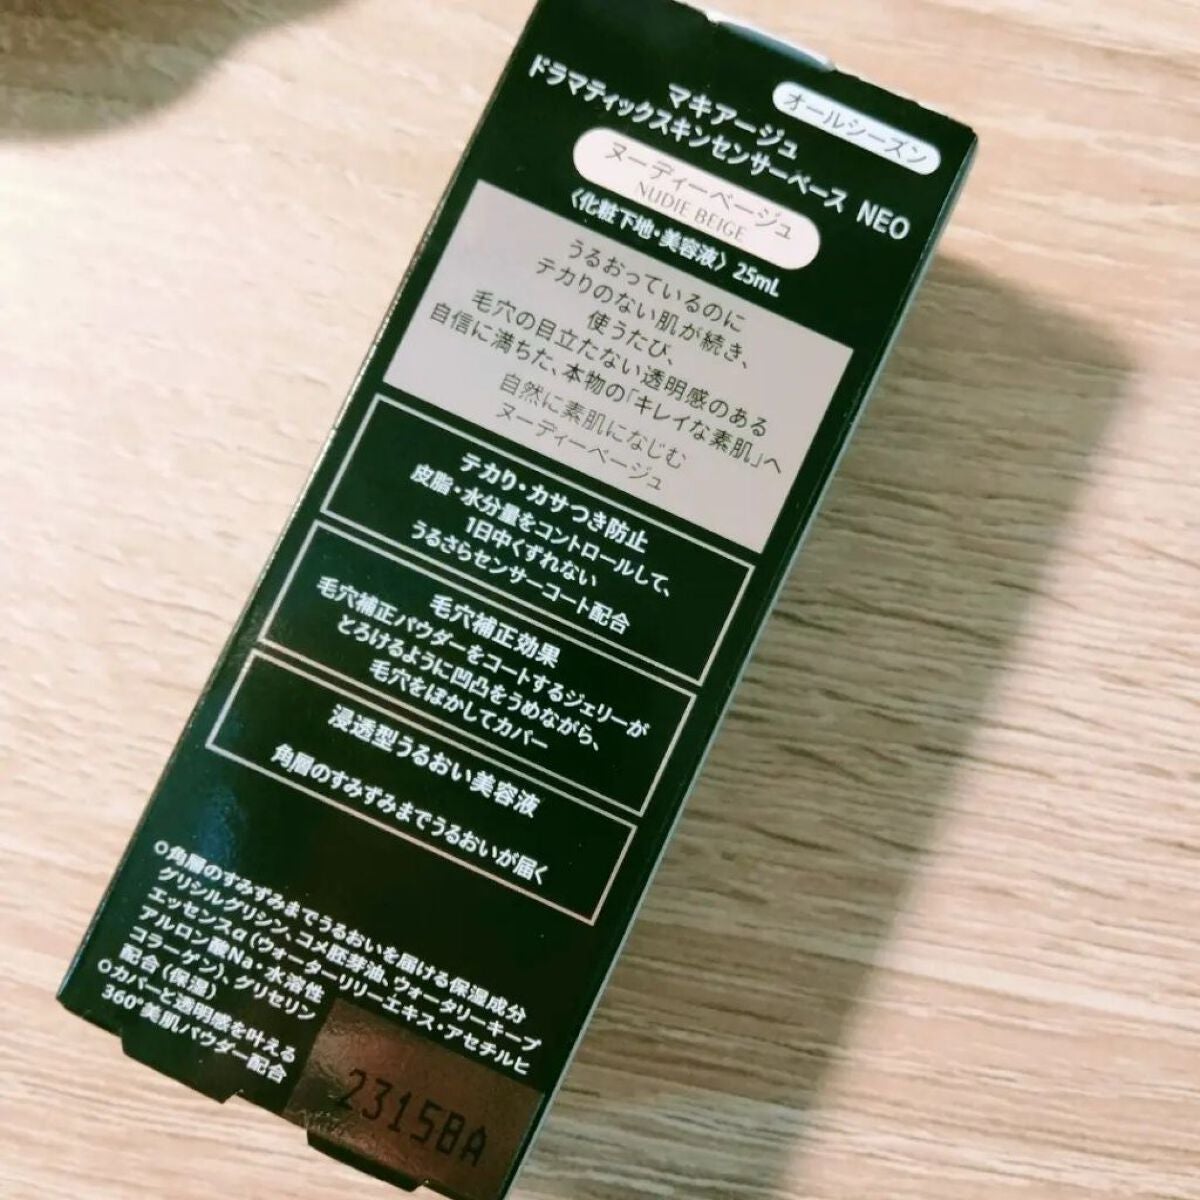 オールシーズン
マキアージュ
ドラマティックスキンセンサーベース NEO
ヌーディーベージュ
NUDIE BEIGE
〈化粧下地・美容液〉25mL
うるおっているのに
テカリのない肌が続き、
使うたび、
毛穴の目立たない透明感のある
自信に満ちた、本物の「キレイな素肌」へ
自然に素肌になじむ
ヌーディーベージュ
テカリ・カサつき防止
皮脂・水分量をコントロールして、
1日中くずれない
うるさらセンサーコート配合
毛穴補正効果
毛穴補正パウダーをコートするジェリーが
とろけるように凹凸をうめながら、
毛穴をぼかしてカバー
浸透型うるおい美容液
角層のすみずみまでうるおいが届く
○角層のすみずみまでうるおいを届ける保湿成分
グリシルグリシン、コメ胚芽油、ウォータリーキープ
エッセンスα(ウォーターリリーエキス・アセチルヒ
アルロン酸Na・水溶性
コラーゲン)、グリセリン
配合(保湿)
○カバーと透明感を叶える
360°美肌パウダー配合
2315BA